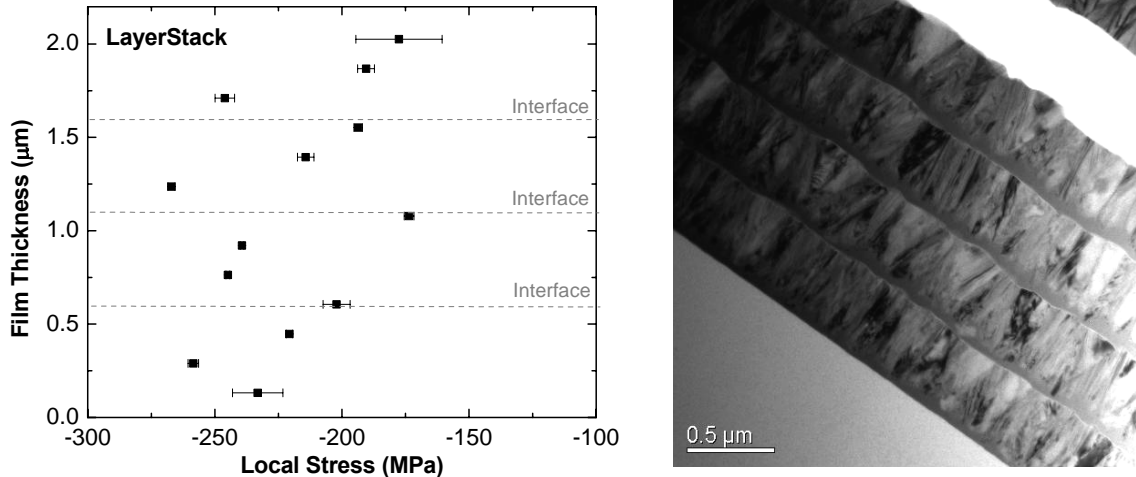 LayerStack
2.0
1.5
1.0
0.5
0.0
Film Thickness (μm)
Interface
Interface
Interface
-300
-250
-200
-150
-100
Local Stress (MPa)
0.5 μm